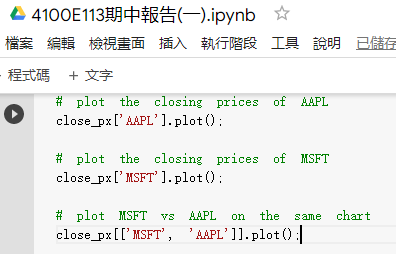 4100E113期中報告(一).ipynb
檔案 編輯 檢視畫面 插入 執行階段 工具 說明 已儲存
+ 程式碼 + 文字
# plot the closing prices of AAPL
close_px['AAPL'].plot();
# plot the closing prices of MSFT
close_px['MSFT'].plot();
# plot MSFT vs AAPL on the same chart
close_px[['MSFT', 'AAPL']].plot();